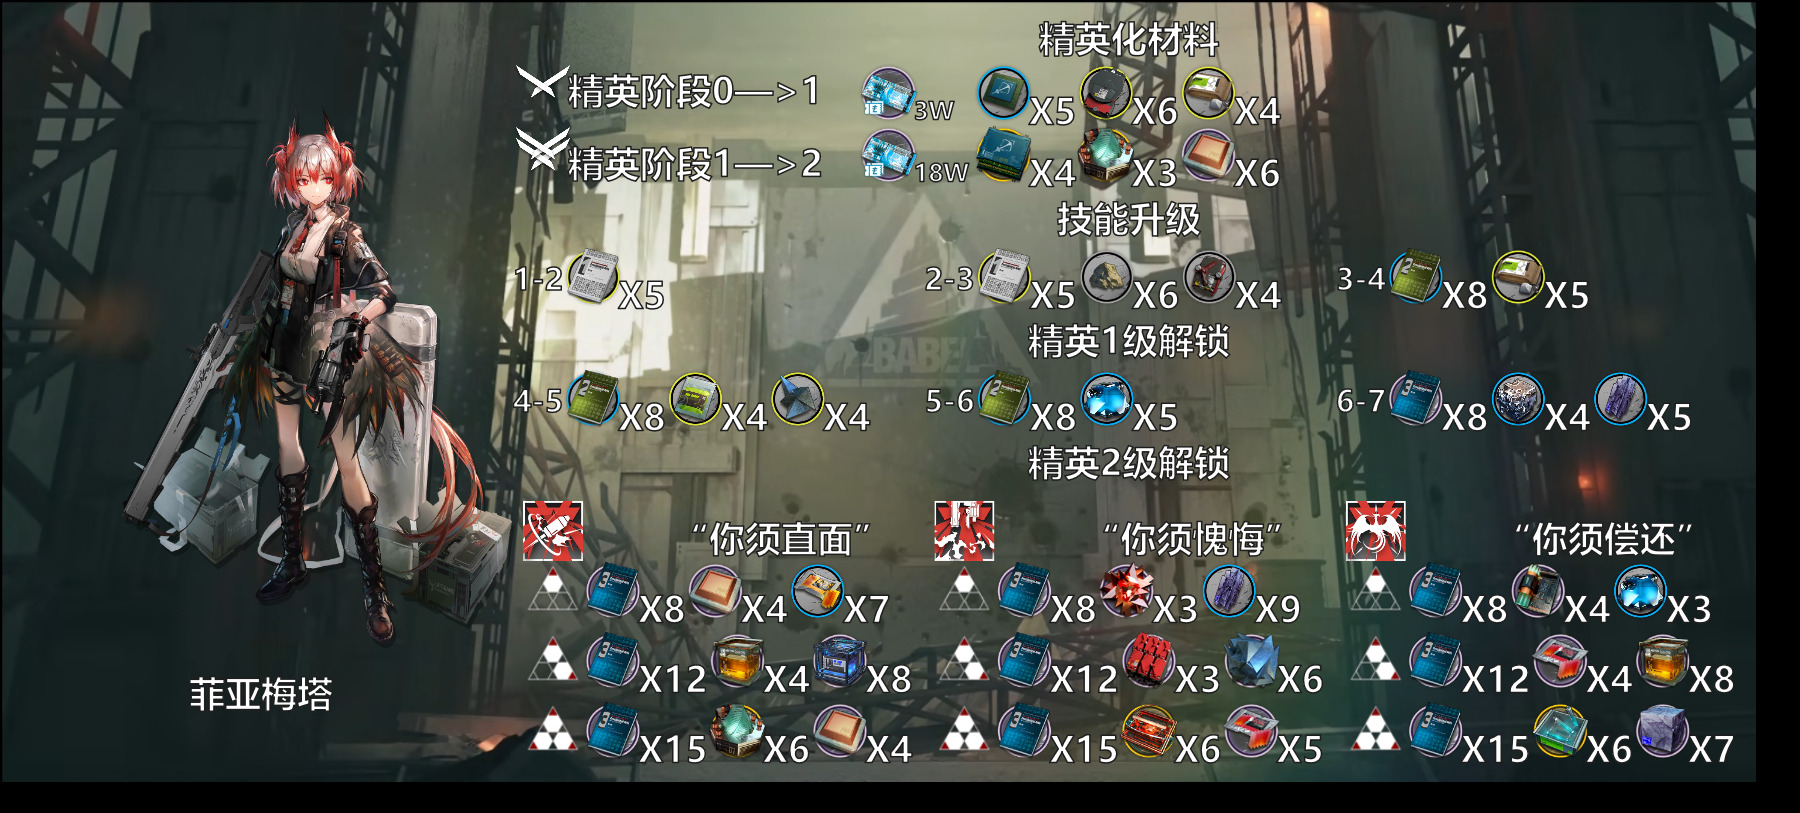 精英化材料
精英阶段0—>1 3W X5 X6 X4
精英阶段1—>2 18W X4 X3 X6
技能升级
1-2 X5 2-3 X5 X6 X4 3-4 X8 X5
精英1级解锁
BABEL
4-5 X8 X4 X4 5-6 X8 X5 6-7 X8 X4 X5
精英2级解锁
“你须直面” “你须愧悔” “你须偿还”
X8 X4 X7 X8 X3 X9 X8 X4 X3
X12 X4 X8 X12 X3 X6 X12 X4 X8
菲亚梅塔
X15 X6 X4 X15 X6 X5 X15 X6 X7